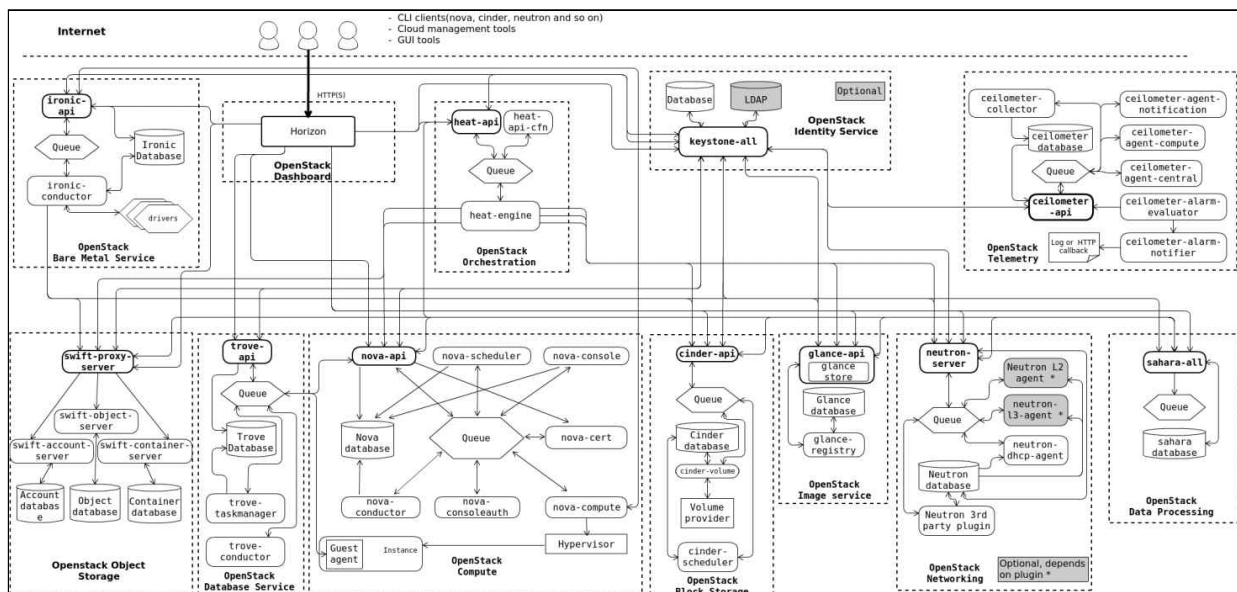 Internet
- CLI clients(nova, cinder, neutron and so on)
- Cloud management tools
- GUI tools
HTTP(S)
ironic-
api
Queue
Ironic
Database
ironic-
conductor
drivers
OpenStack
Bare Metal Service
Horizon
OpenStack
Dashboard
heat-api
heat-
api-cfn
Queue
heat-engine
OpenStack
Orchestration
Database
LDAP
Optional
OpenStack
Identity Service
keystone-all
ceilometer-
collector
ceilometer-agent-
notification
ceilometer
database
ceilometer-
agent-compute
Queue
ceilometer-
agent-central
ceilometer
-api
ceilometer-alarm-
evaluator
OpenStack
Telemetry
Log or HTTP
callback
ceilometer-alarm-
notifier
swift-proxy-
server
swift-object-
server
swift-account-
server
swift-container-
server
Account
databas
e
Object
database
Container
database
Openstack Object
Storage
trove-
api
Queue
Trove
Database
trove-
taskmanager
trove-
conductor
OpenStack
Database Service
nova-api
nova-scheduler
nova-console
Nova
database
Queue
nova-cert
nova-
conductor
nova-
consoleauth
nova-compute
Guest
agent
Instance
Hypervisor
OpenStack
Compute
cinder-api
Queue
Cinder
database
cinder-volume
Volume
provider
cinder-
scheduler
OpenStack
Block Storage
glance-api
glance
store
Glance
database
glance-
registry
OpenStack
Image service
neutron-
server
Neutron L2
agent *
neutron-
l3-agent *
Queue
neutron-
dhcp-agent
Neutron
database
Neutron 3rd
party plugin
OpenStack
Networking
Optional, depends
on plugin *
sahara-all
Queue
sahara
database
OpenStack
Data Processing